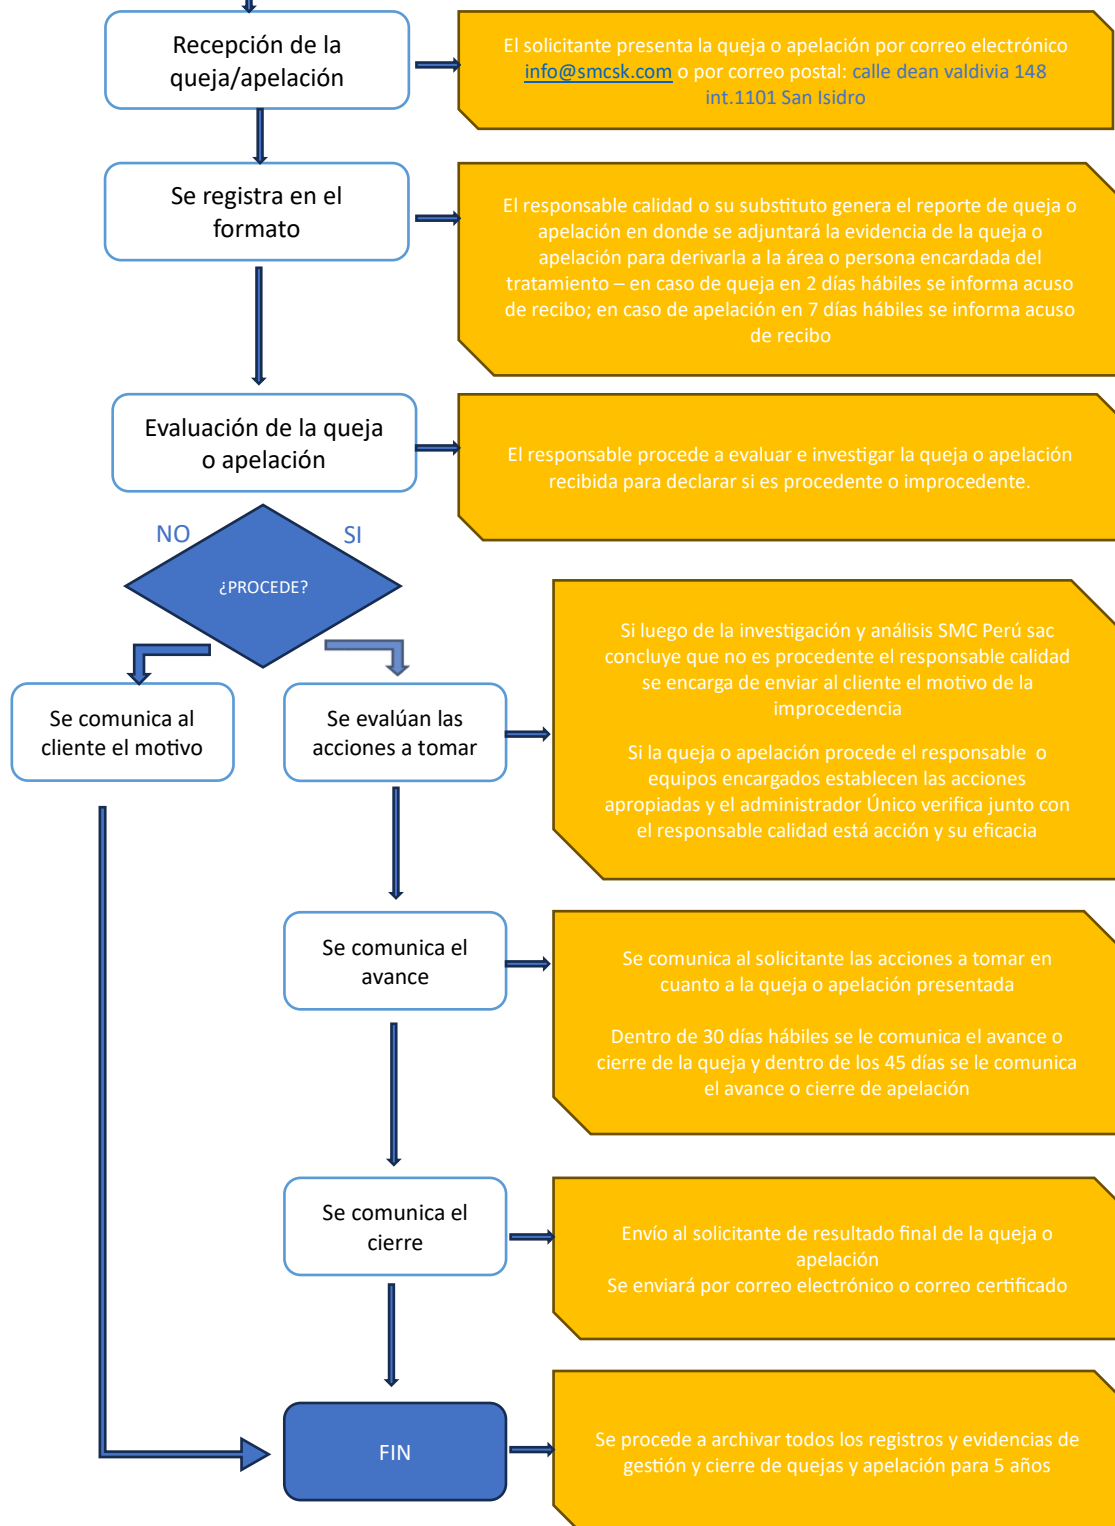 Recepción de la
queja/apelación
El solicitante presenta la queja o apelación por correo electrónico
info@smcsk.com o por correo postal: calle dean valdivia 148
int.1101 San Isidro
Se registra en el
formato
El responsable calidad o su substituto genera el reporte de queja o
apelación en donde se adjuntará la evidencia de la queja o
apelación para derivarla a la área o persona encardada del
tratamiento – en caso de queja en 2 días hábiles se informa acuso
de recibo; en caso de apelación en 7 días hábiles se informa acuso
de recibo
Evaluación de la queja
o apelación
El responsable procede a evaluar e investigar la queja o apelación
recibida para declarar si es procedente o improcedente.
NO
SI
¿PROCEDE?
Se comunica al
cliente el motivo
Se evalúan las
acciones a tomar
Si luego de la investigación y análisis SMC Perú sac
concluye que no es procedente el responsable calidad
se encarga de enviar al cliente el motivo de la
improcedencia
Si la queja o apelación procede el responsable o
equipos encargados establecen las acciones
apropiadas y el administrador Único verifica junto con
el responsable calidad está acción y su eficacia
Se comunica el
avance
Se comunica al solicitante las acciones a tomar en
cuanto a la queja o apelación presentada
Dentro de 30 días hábiles se le comunica el avance o
cierre de la queja y dentro de los 45 días se le comunica
el avance o cierre de apelación
Se comunica el
cierre
Envío al solicitante de resultado final de la queja o
apelación
Se enviará por correo electrónico o correo certificado
FIN
Se procede a archivar todos los registros y evidencias de
gestión y cierre de quejas y apelación para 5 años